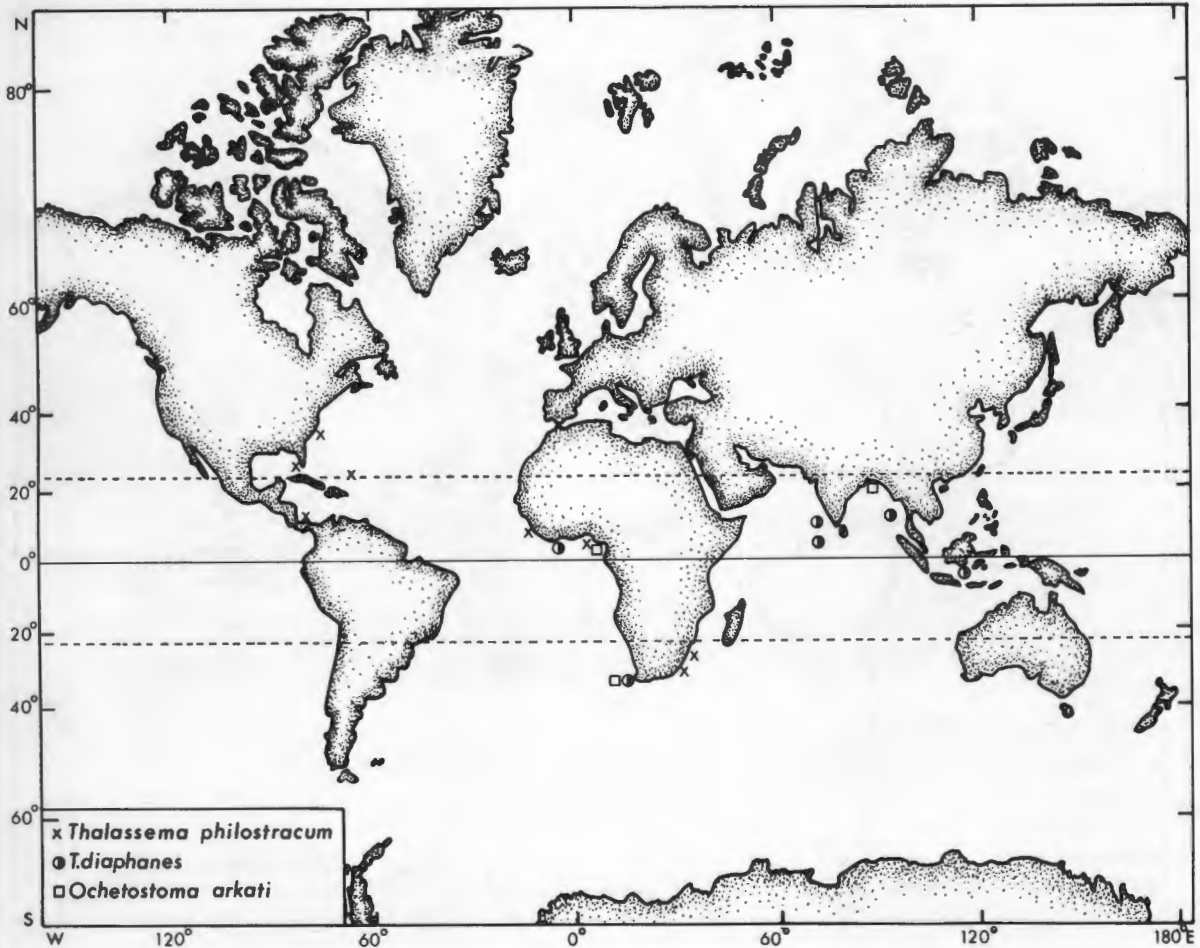 N
80°
60°
40°
20°
0°
20°
40°
60°
S
x Thalassema philostracum
◑ T.diaphanes
□ Ochetostoma arkati
W 120° 60° 0° 60° 120° 180°E